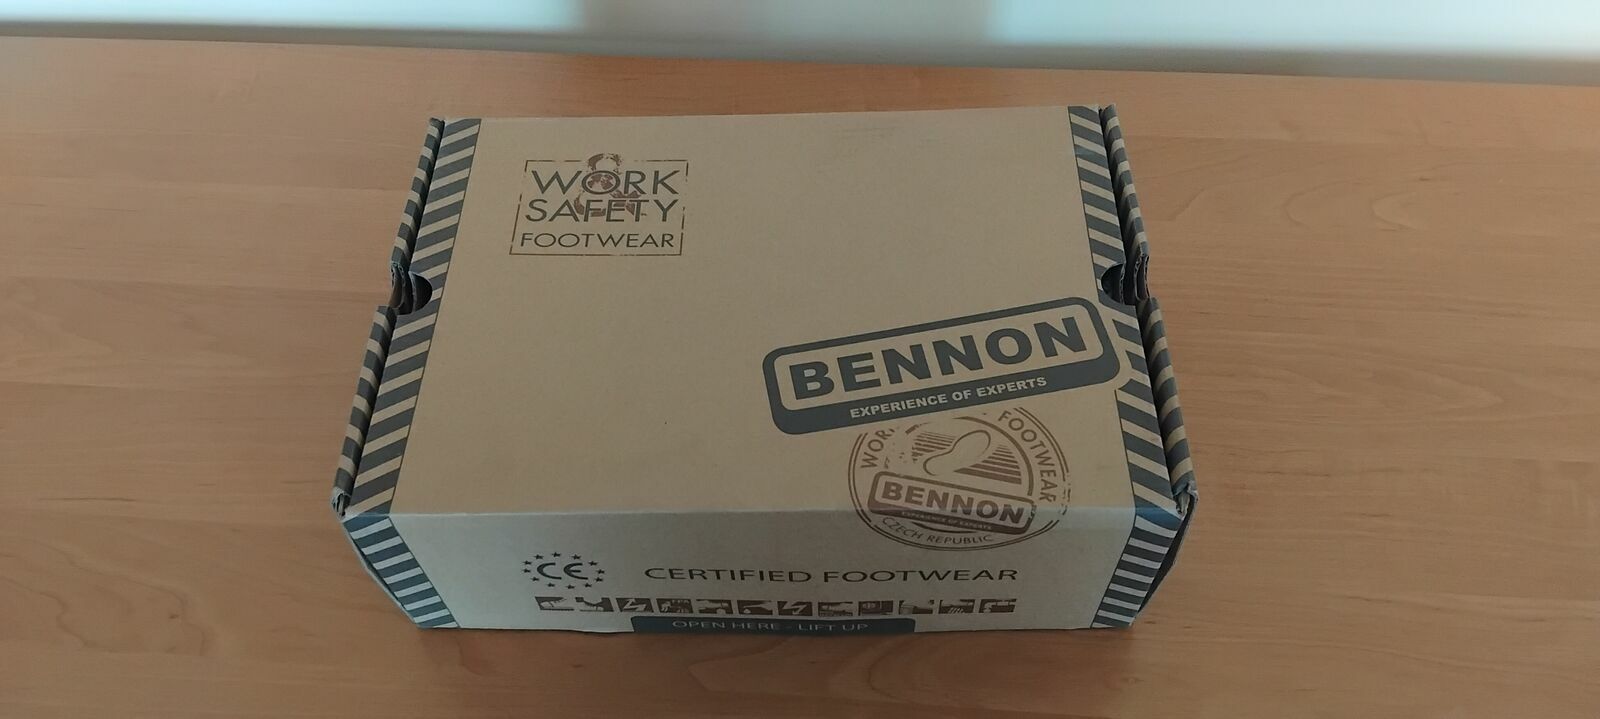 WORK
&
SAFETY
FOOTWEAR
BENNON
EXPERIENCE OF EXPERTS
FOOTWEAR
BENNON
EXPERIENCE OF EXPERTS
CZECH REPUBLIC
CE
CERTIFIED FOOTWEAR
OPEN HERE - LIFT UP